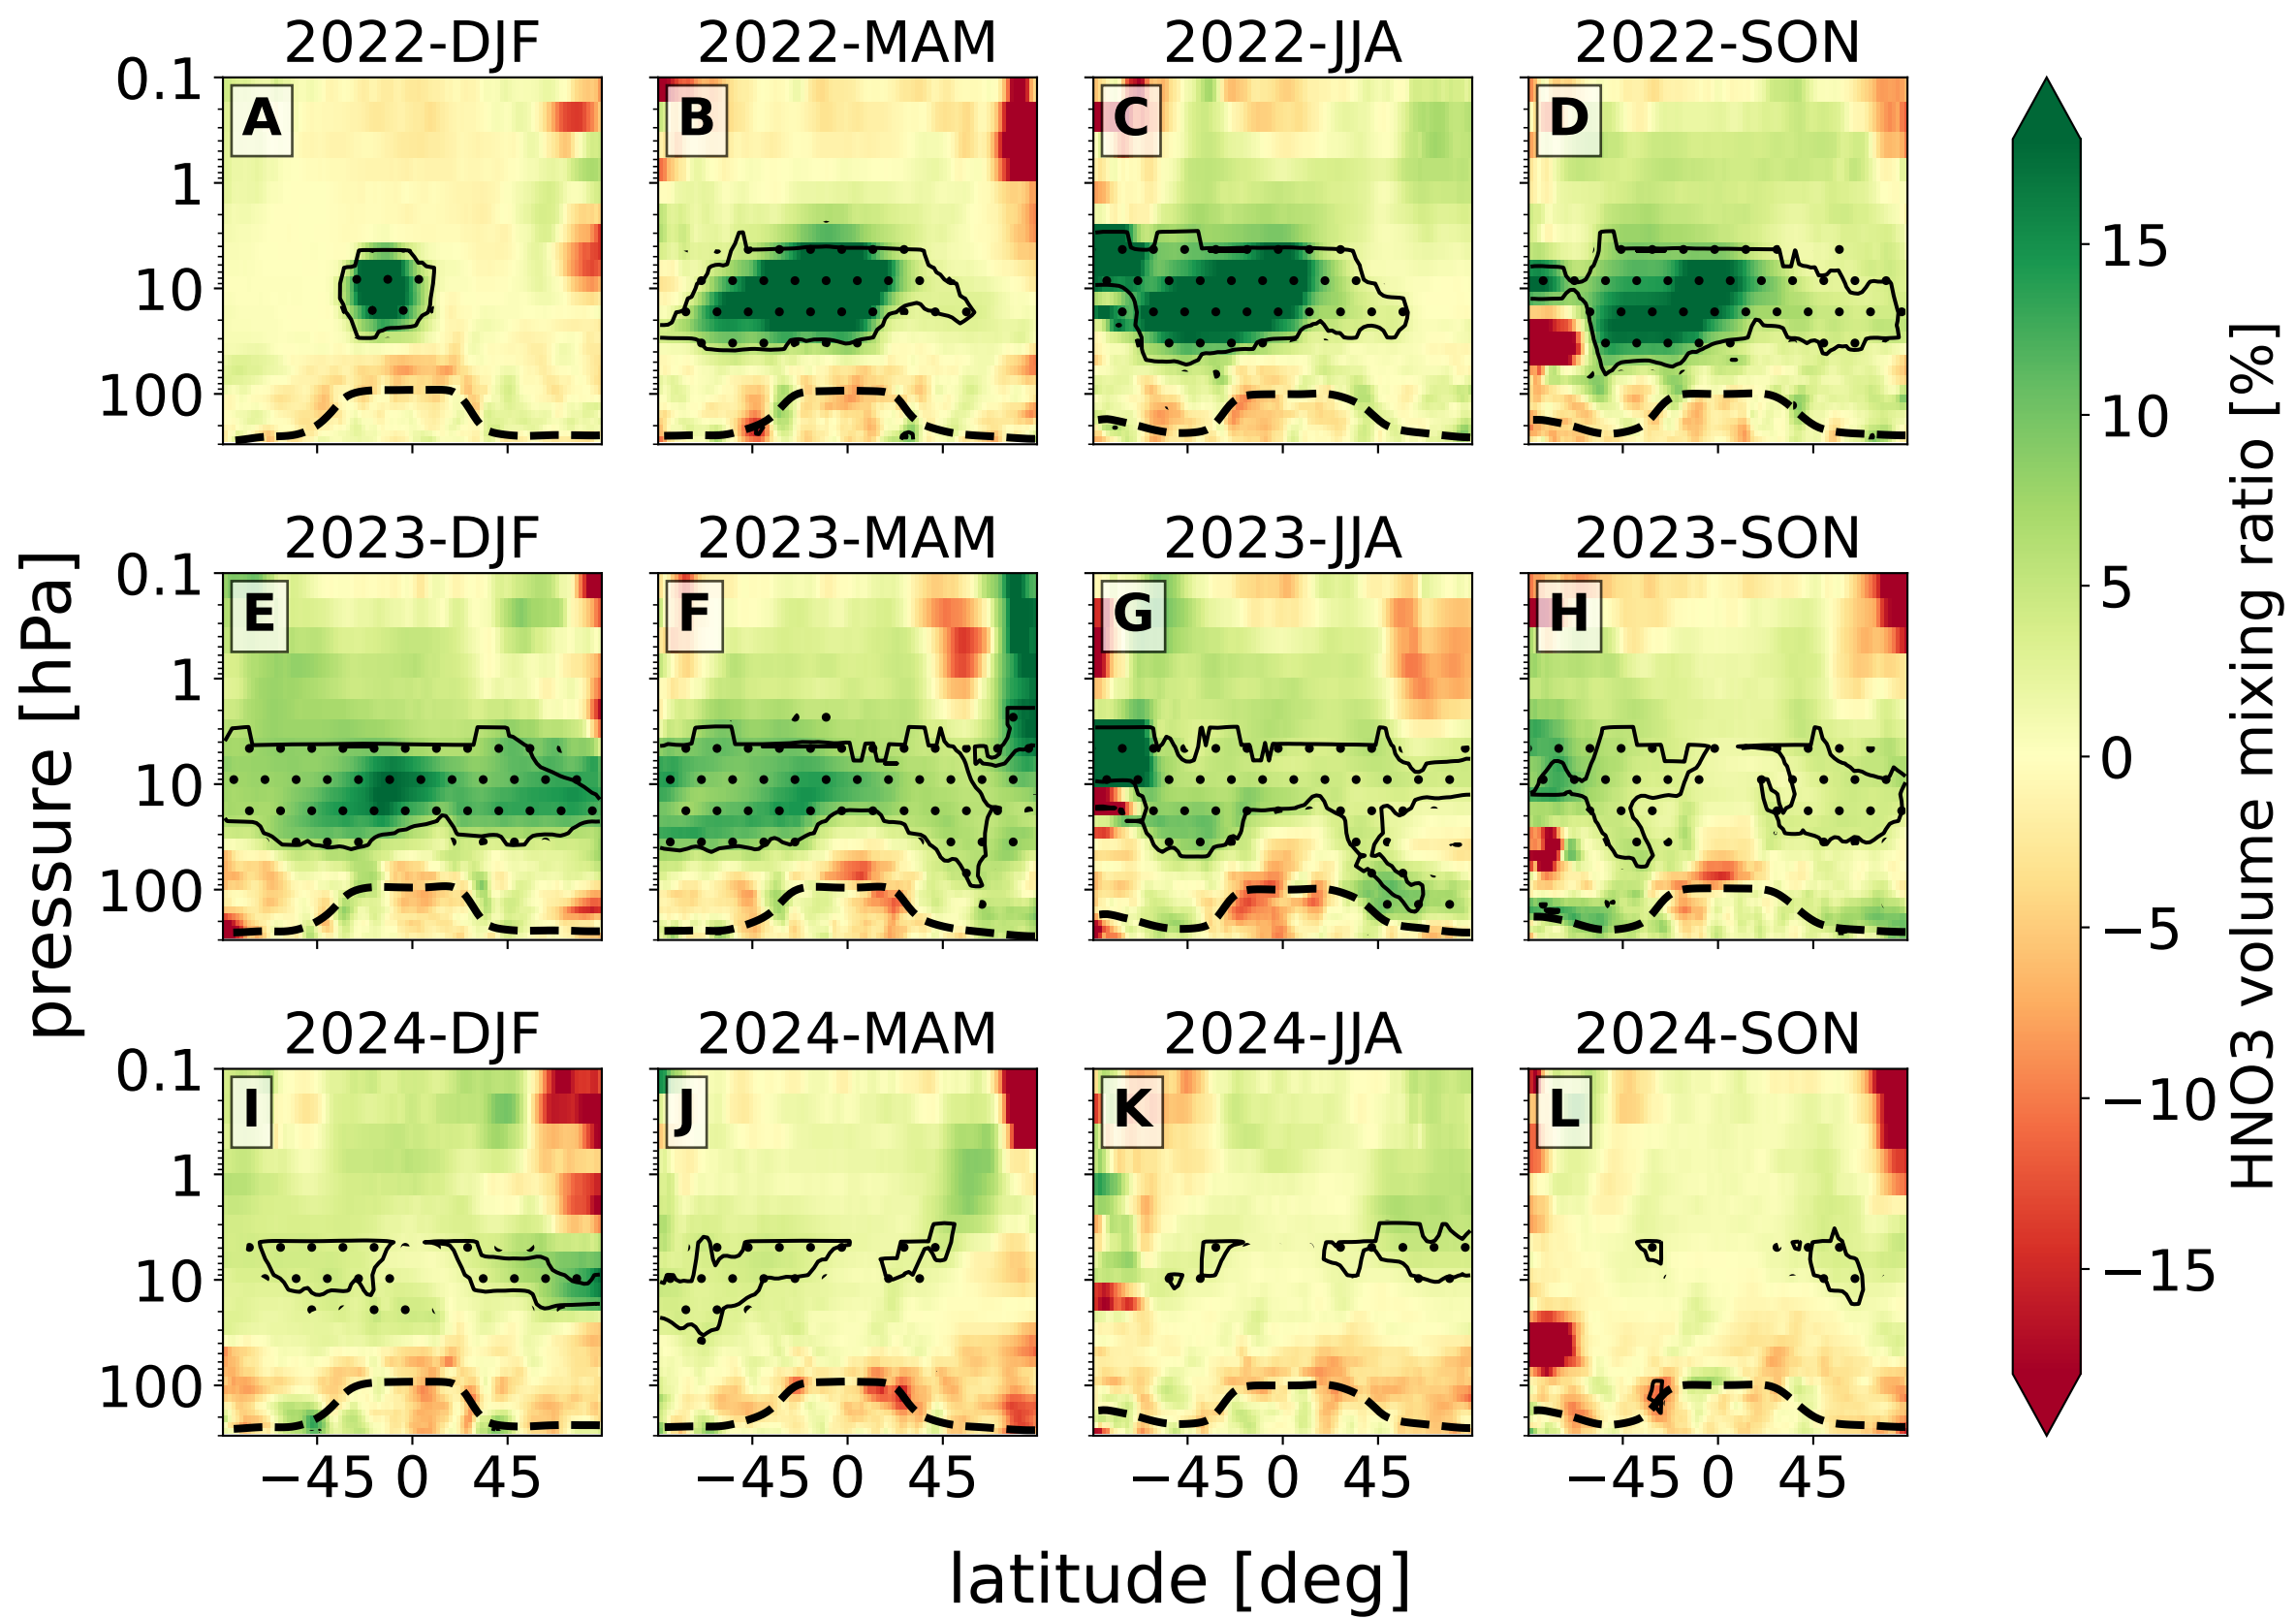 2022-DJF 2022-MAM 2022-JJA 2022-SON
A B C D
0.1
1
10
100
2023-DJF 2023-MAM 2023-JJA 2023-SON
E F G H
0.1
1
10
100
2024-DJF 2024-MAM 2024-JJA 2024-SON
I J K L
0.1
1
10
100
−45 0 45 −45 0 45 −45 0 45 −45 0 45
pressure [hPa]
latitude [deg]
15
10
5
0
−5
−10
−15
HNO3 volume mixing ratio [%]